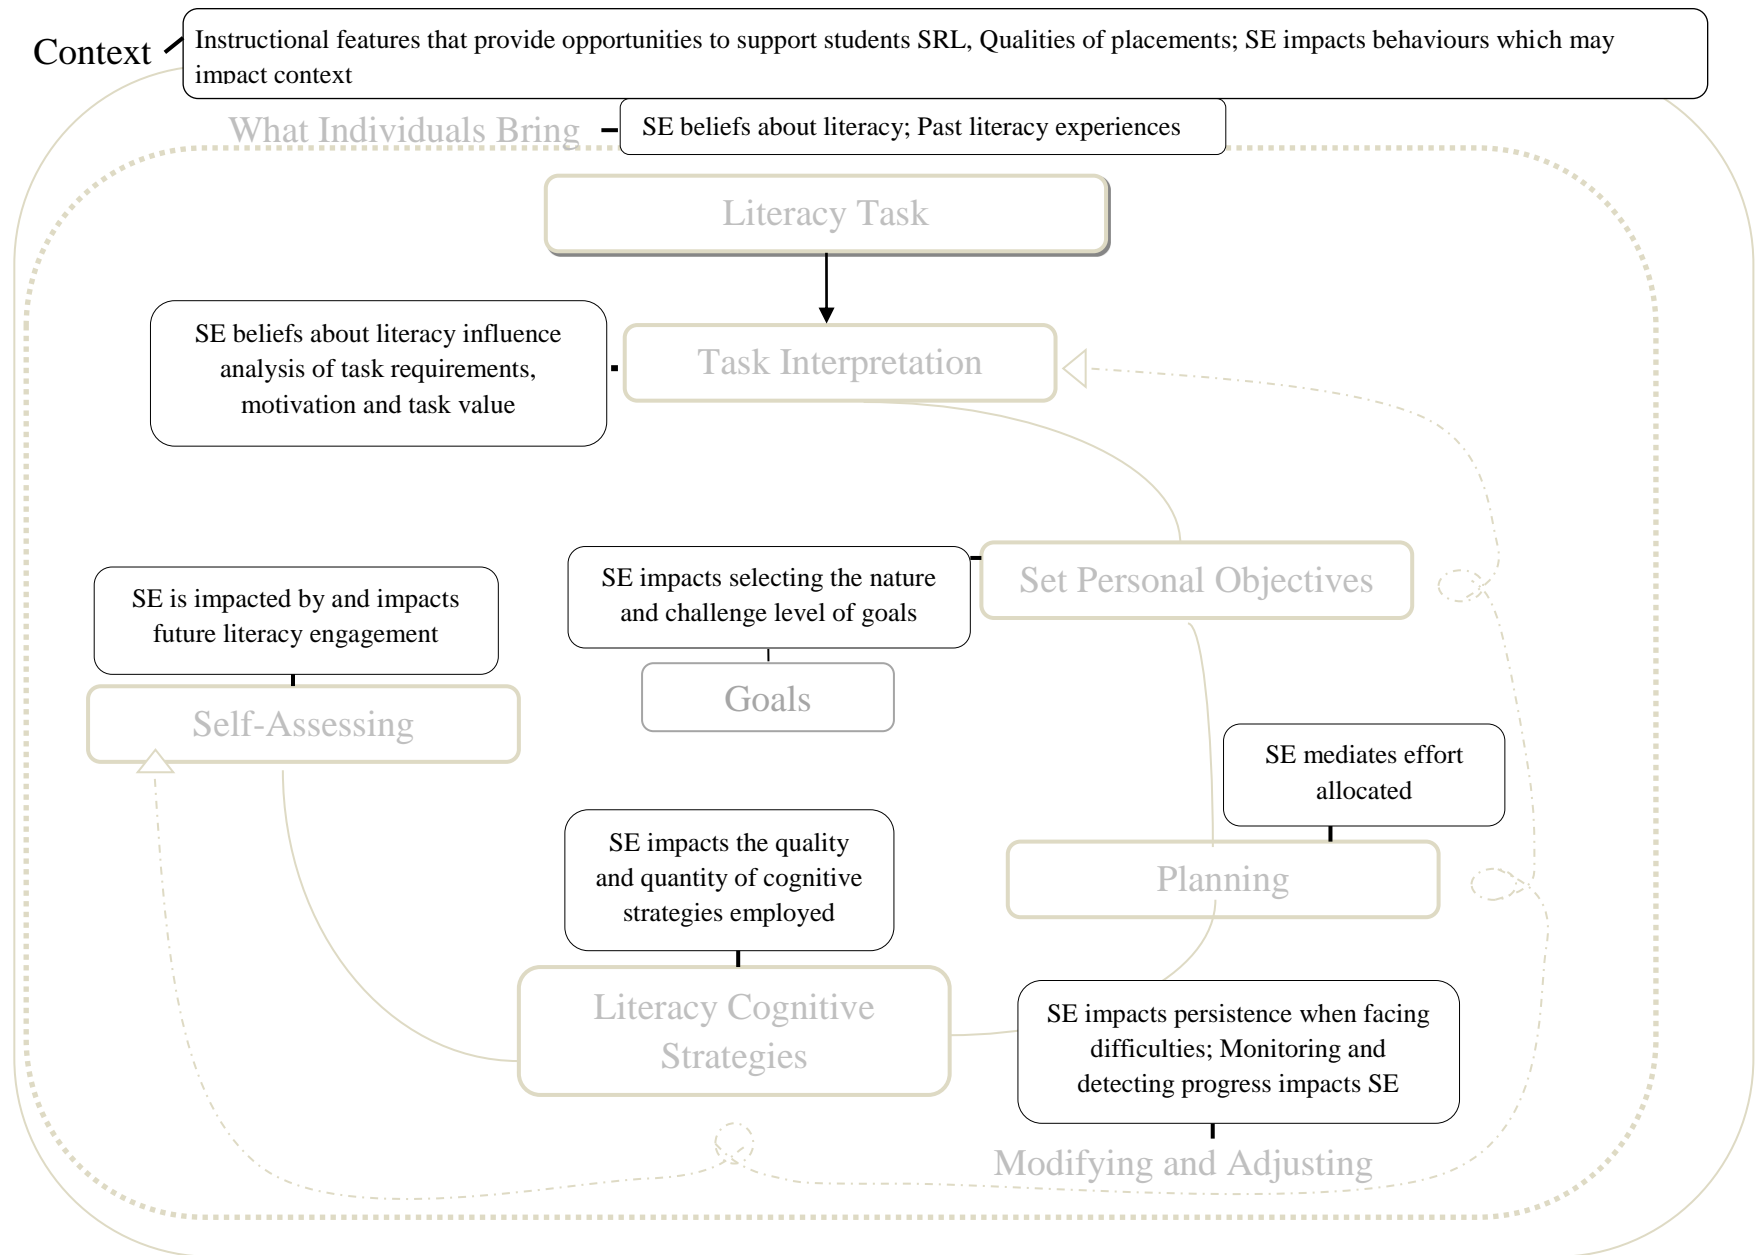 Context
Instructional features that provide opportunities to support students SRL, Qualities of placements; SE impacts behaviours which may
impact context
What Individuals Bring
SE beliefs about literacy; Past literacy experiences
Literacy Task
SE beliefs about literacy influence
analysis of task requirements,
motivation and task value
Task Interpretation
SE impacts selecting the nature
and challenge level of goals
Set Personal Objectives
SE is impacted by and impacts
future literacy engagement
Goals
Self-Assessing
SE mediates effort
allocated
SE impacts the quality
and quantity of cognitive
strategies employed
Planning
Literacy Cognitive
Strategies
SE impacts persistence when facing
difficulties; Monitoring and
detecting progress impacts SE
Modifying and Adjusting